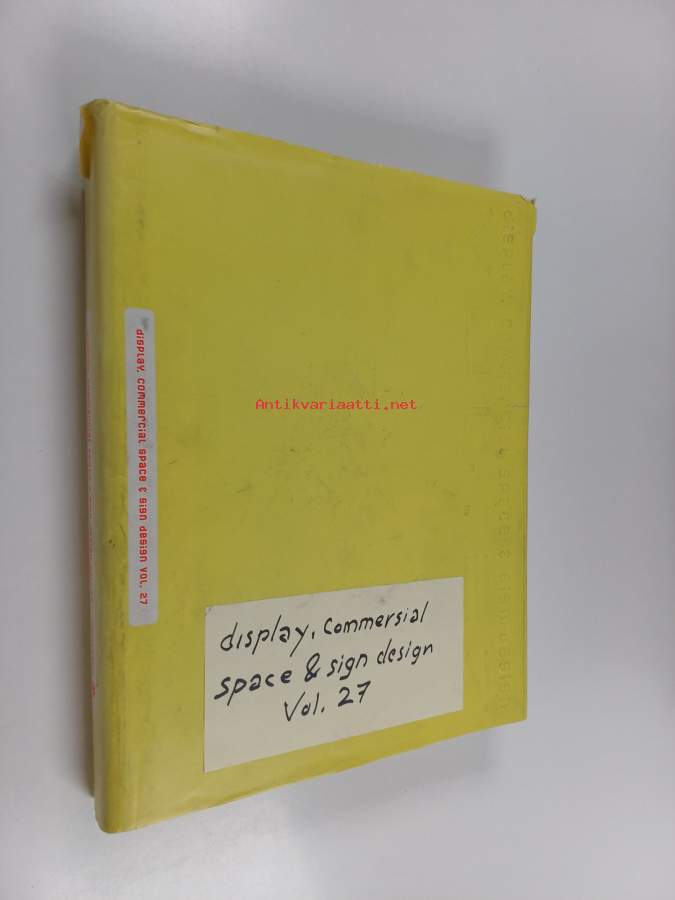 display, commercial space & sign design Vol. 27
Antikvariaatti.net
display, Commersial
space & sign design
Vol. 27